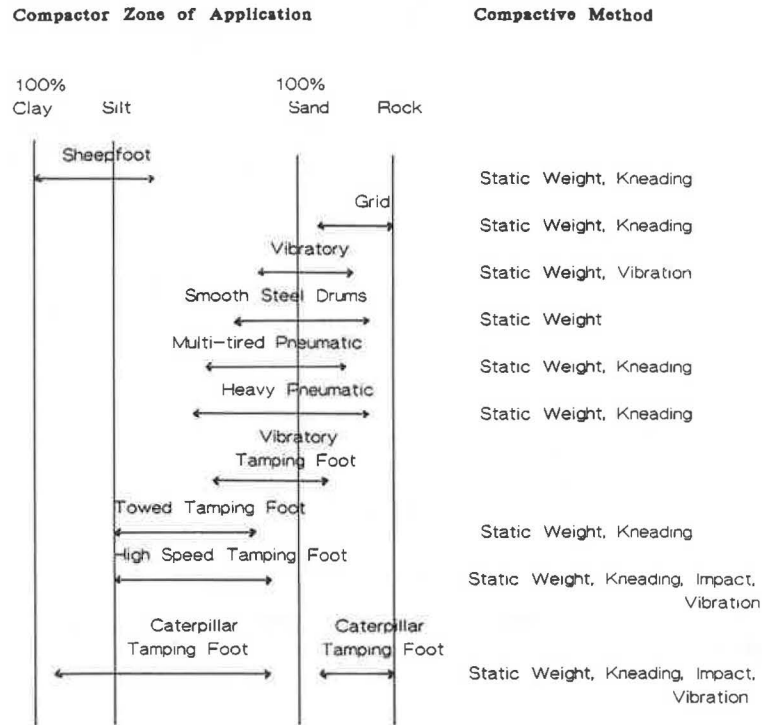 Compactor Zone of Application Compactive Method
100% 100%
Clay Silt Sand Rock
Sheepfoot
Static Weight, Kneading
Grid
Static Weight, Kneading
Vibratory
Static Weight, Vibration
Smooth Steel Drums
Static Weight
Multi-tired Pneumatic
Static Weight, Kneading
Heavy Pneumatic
Static Weight, Kneading
Vibratory
Tamping Foot
Towed Tamping Foot
Static Weight, Kneading
High Speed Tamping Foot
Static Weight, Kneading, Impact,
Vibration
Caterpillar Caterpillar
Tamping Foot Tamping Foot
Static Weight, Kneading, Impact,
Vibration